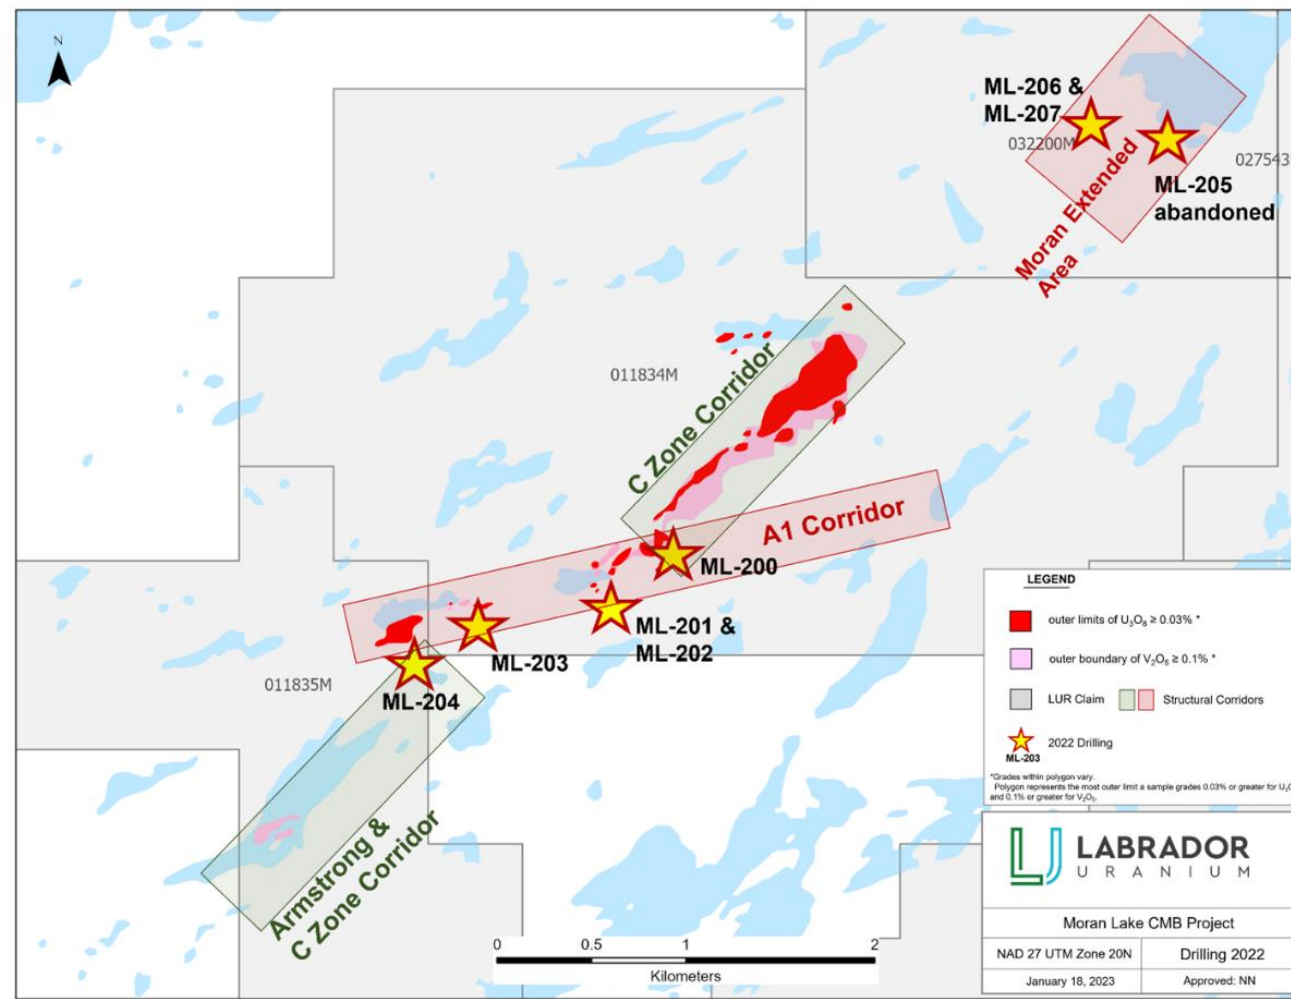 N
ML-206 &
ML-207
032200M
027543
ML-205
abandoned
Moran Extended
Area
011834M
C Zone Corridor
A1 Corridor
ML-200
ML-201 &
ML-202
ML-203
ML-204
011835M
Armstrong &
C Zone Corridor
0 0.5 1 2
Kilometers
LEGEND
outer limits of U₃O₈ ≥ 0.03% *
outer boundary of V₂O₅ ≥ 0.1% *
LUR Claim
Structural Corridors
2022 Drilling
ML-203
*Grades within polygon vary.
Polygon represents the most outer limit a sample grades 0.03% or greater for U₃O
and 0.1% or greater for V₂O₅.
LABRADOR
URANIUM
Moran Lake CMB Project
NAD 27 UTM Zone 20N
Drilling 2022
January 18, 2023
Approved: NN